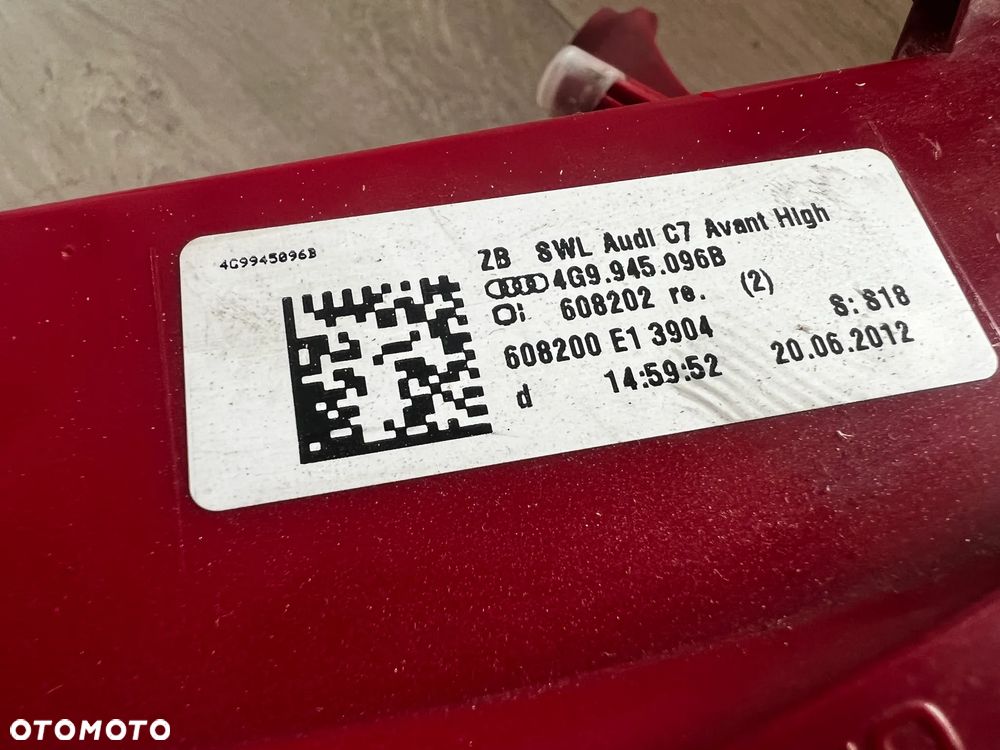 4G9945096B
ZB SWL Audi C7 Avant High
4G9.945.096B
608202 re. (2)
608200 E1 3904 S: S18
d 14:59:52 20.06.2012
OTOMOTO